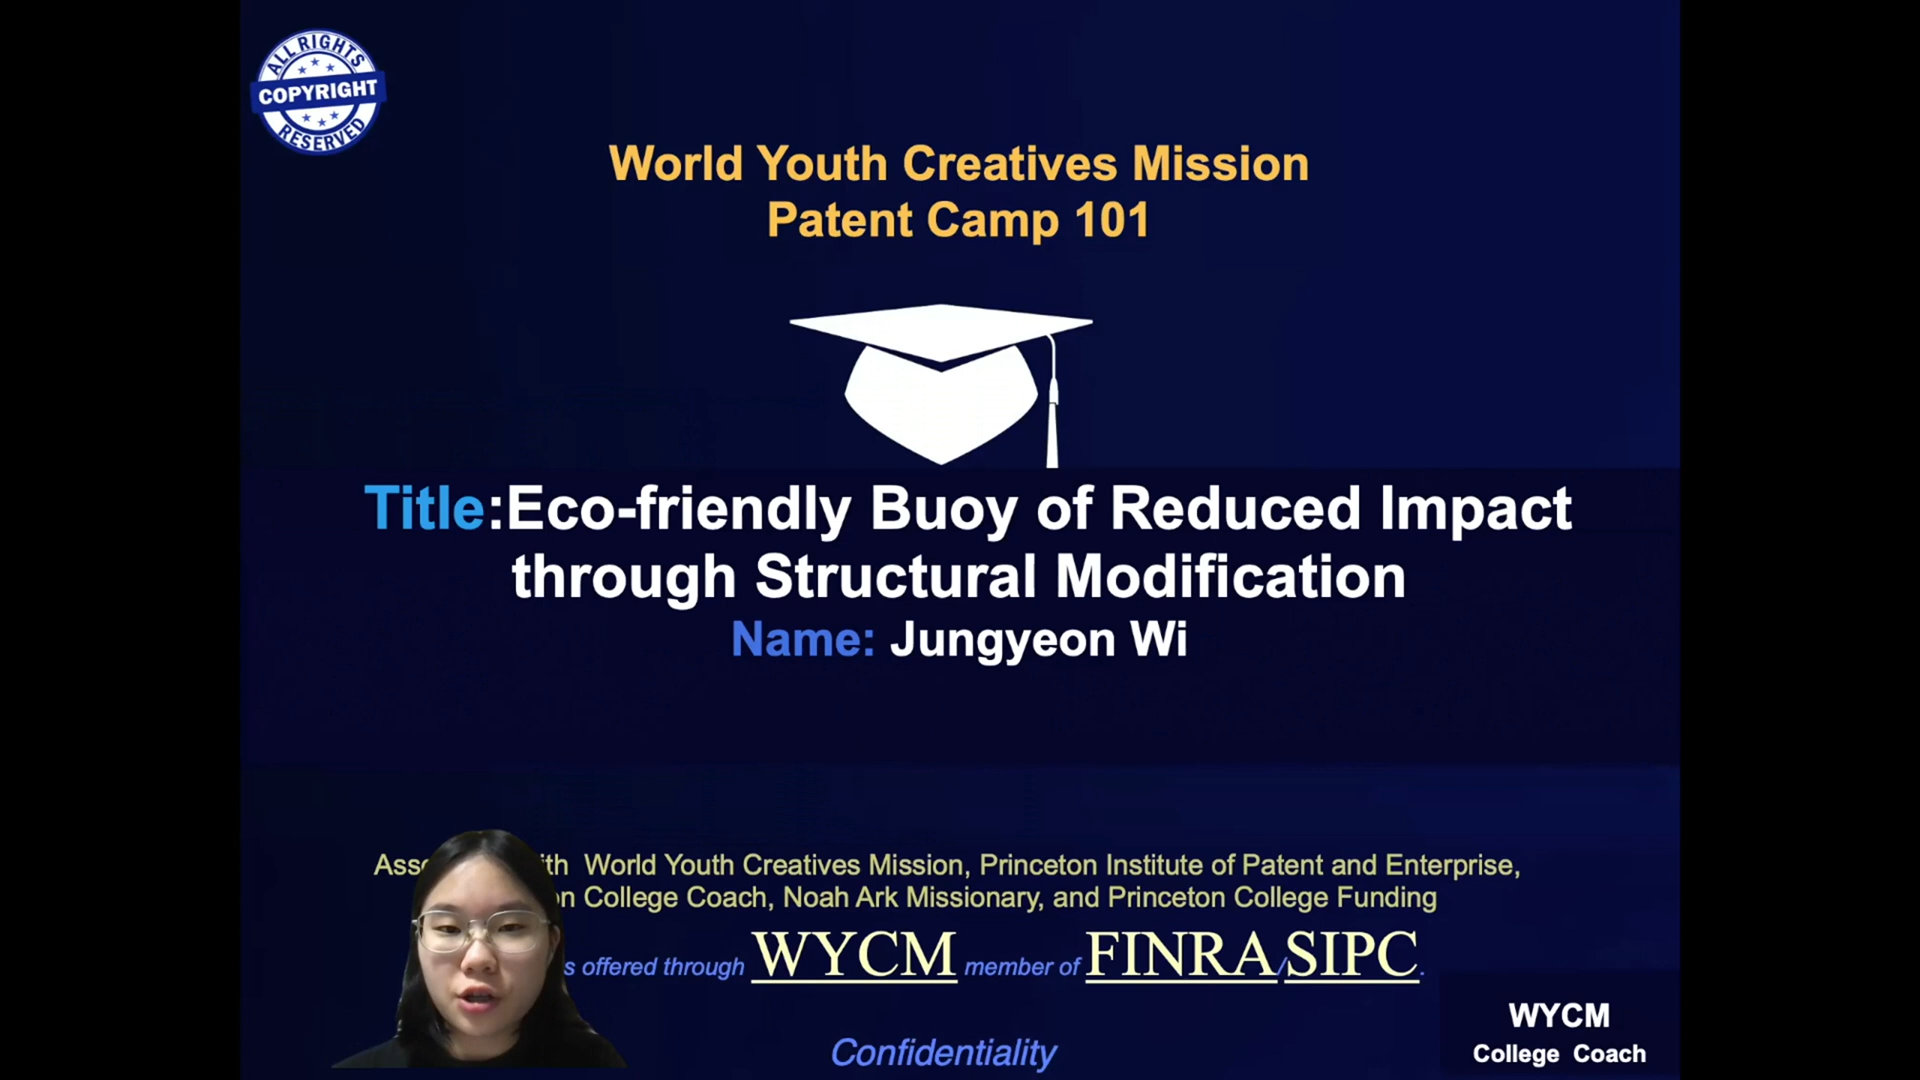 ALL RIGHTS
COPYRIGHT
RESERVED
World Youth Creatives Mission
Patent Camp 101
Title:Eco-friendly Buoy of Reduced Impact
through Structural Modification
Name: Jungyeon Wi
World Youth Creatives Mission, Princeton Institute of Patent and Enterprise,
College Coach, Noah Ark Missionary, and Princeton College Funding
offered through WYCM member of FINRA/SIPC.
WYCM
College Coach
Confidentiality